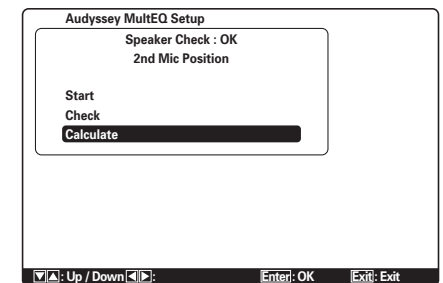 Audyssey MultEQ Setup
Speaker Check : OK
2nd Mic Position
Start
Check
Calculate
▼▲: Up / Down ◀▶: Enter: OK Exit: Exit